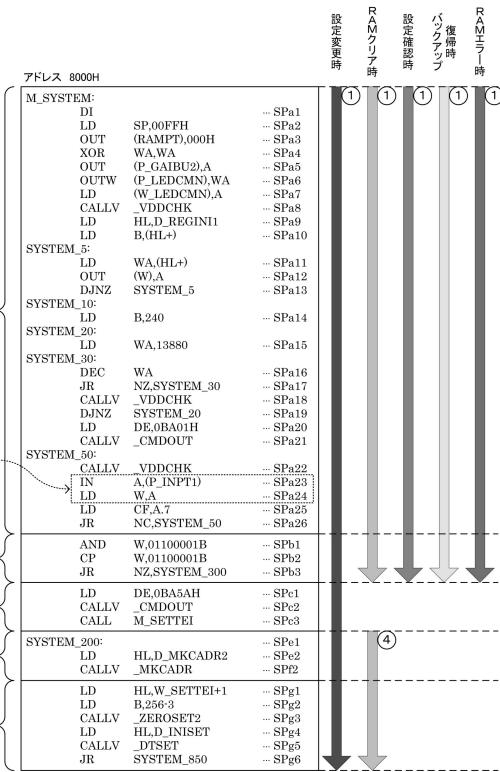 設定変更時
RAMクリア時
設定確認時
バックアップ
復帰時
RAMエラー時
アドレス 8000H
① ① ① ① ①
M_SYSTEM:
DI ... SPa1
LD SP,00FFH ... SPa2
OUT (RAMPT),000H ... SPa3
XOR WA,WA ... SPa4
OUT (P_GAIBU2),A ... SPa5
OUTW (P_LEDCMN),WA ... SPa6
LD (W_LEDCMN),A ... SPa7
CALLV _VDDCHK ... SPa8
LD HL,D_REGINI1 ... SPa9
LD B,(HL+) ... SPa10
SYSTEM_5:
LD WA,(HL+) ... SPa11
OUT (W),A ... SPa12
DJNZ SYSTEM_5 ... SPa13
SYSTEM_10:
LD B,240 ... SPa14
SYSTEM_20:
LD WA,13880 ... SPa15
SYSTEM_30:
DEC WA ... SPa16
JR NZ,SYSTEM_30 ... SPa17
CALLV _VDDCHK ... SPa18
DJNZ SYSTEM_20 ... SPa19
LD DE,0BA01H ... SPa20
CALLV _CMDOUT ... SPa21
SYSTEM_50:
CALLV _VDDCHK ... SPa22
IN A,(P_INPT1) ... SPa23
LD W,A ... SPa24
LD CF,A.7 ... SPa25
JR NC,SYSTEM_50 ... SPa26
AND W,01100001B ... SPb1
CP W,01100001B ... SPb2
JR NZ,SYSTEM_300 ... SPb3
LD DE,0BA5AH ... SPc1
CALLV _CMDOUT ... SPc2
CALL M_SETTEI ... SPc3
SYSTEM_200: ... SPe1
④
LD HL,D_MKCADR2 ... SPe2
CALLV _MKCADR ... SPf2
LD HL,W_SETTEI+1 ... SPg1
LD B,256-3 ... SPg2
CALLV _ZEROSET2 ... SPg3
LD HL,D_INISET ... SPg4
CALLV _DTSET ... SPg5
JR SYSTEM_850 ... SPg6